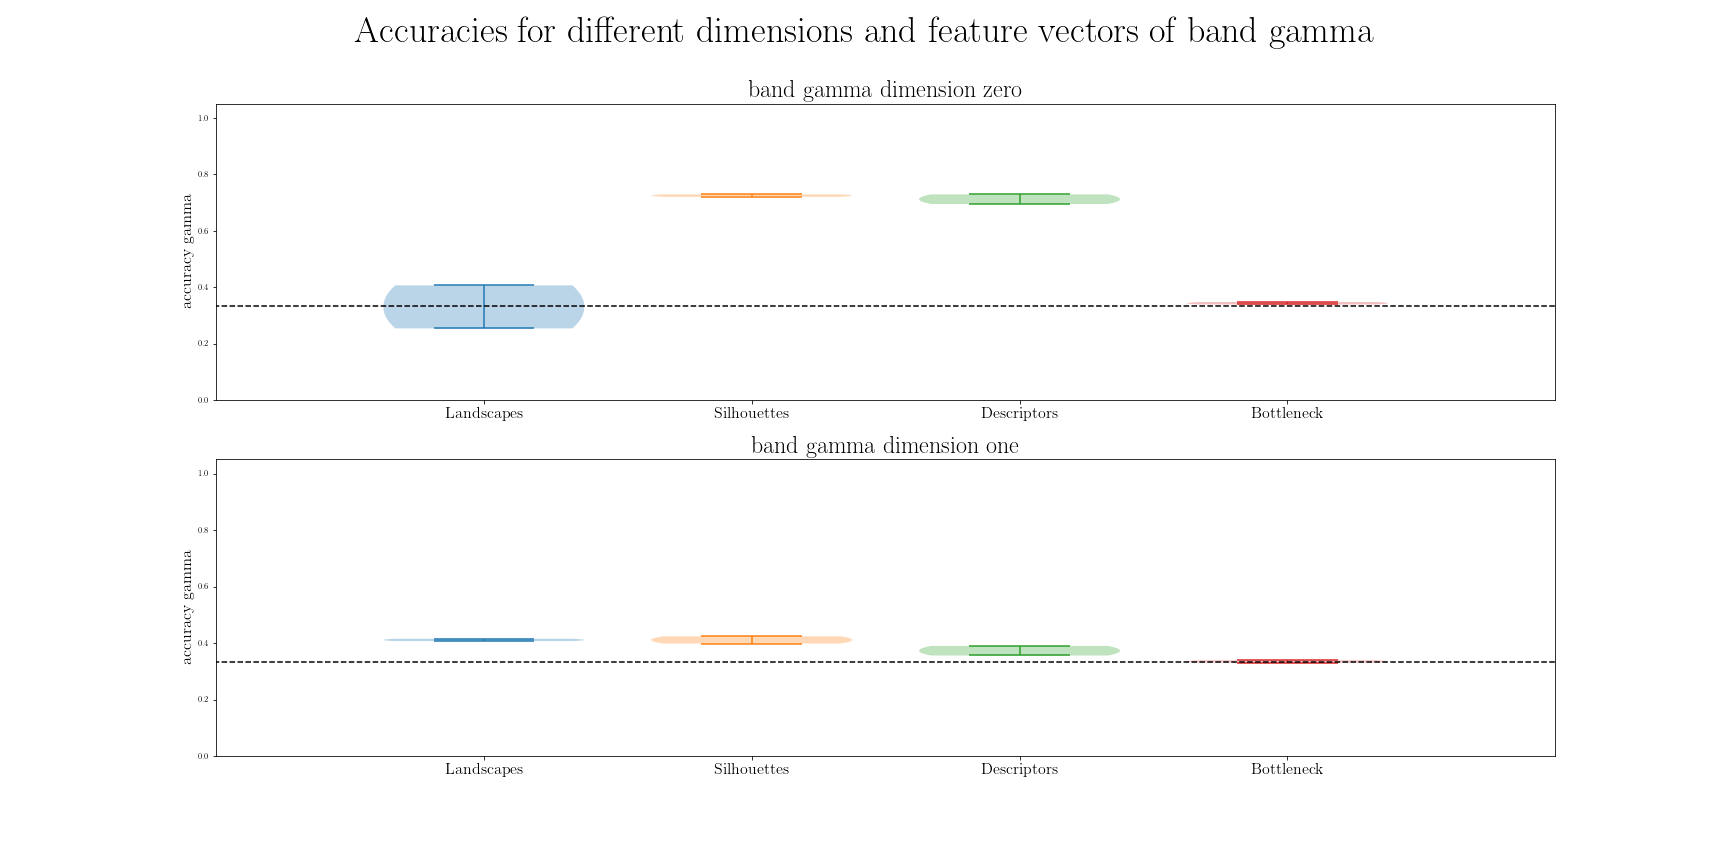 Accuracies for different dimensions and feature vectors of band gamma
band gamma dimension zero
accuracy gamma
1.0
0.8
0.6
0.4
0.2
0.0
Landscapes Silhouettes Descriptors Bottleneck
band gamma dimension one
accuracy gamma
1.0
0.8
0.6
0.4
0.2
0.0
Landscapes Silhouettes Descriptors Bottleneck